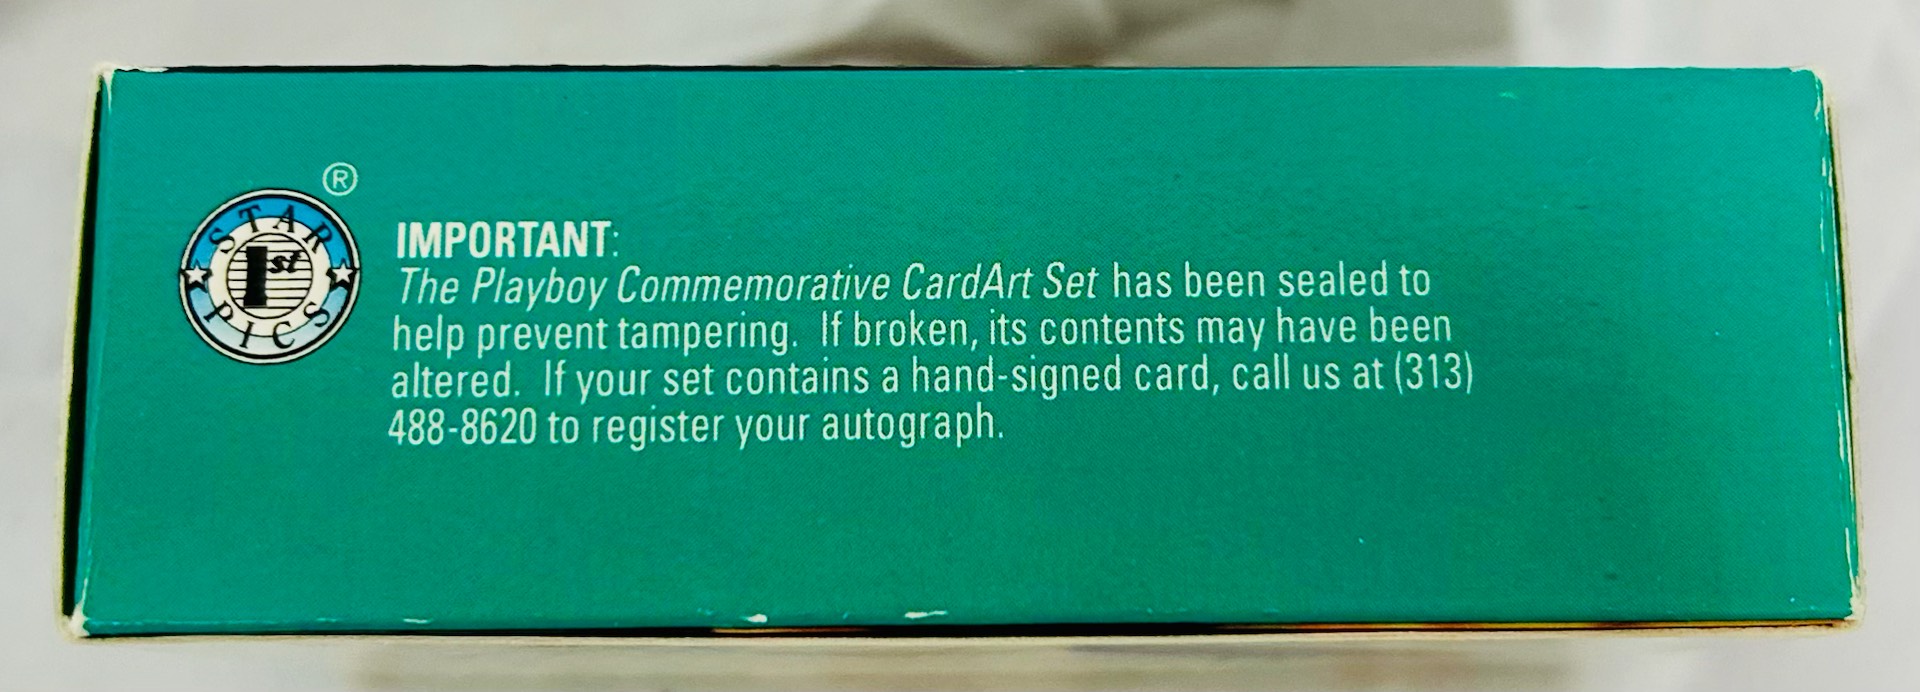 ®
STAR
1st
PICS
IMPORTANT:
The Playboy Commemorative CardArt Set has been sealed to
help prevent tampering. If broken, its contents may have been
altered. If your set contains a hand-signed card, call us at (313)
488-8620 to register your autograph.